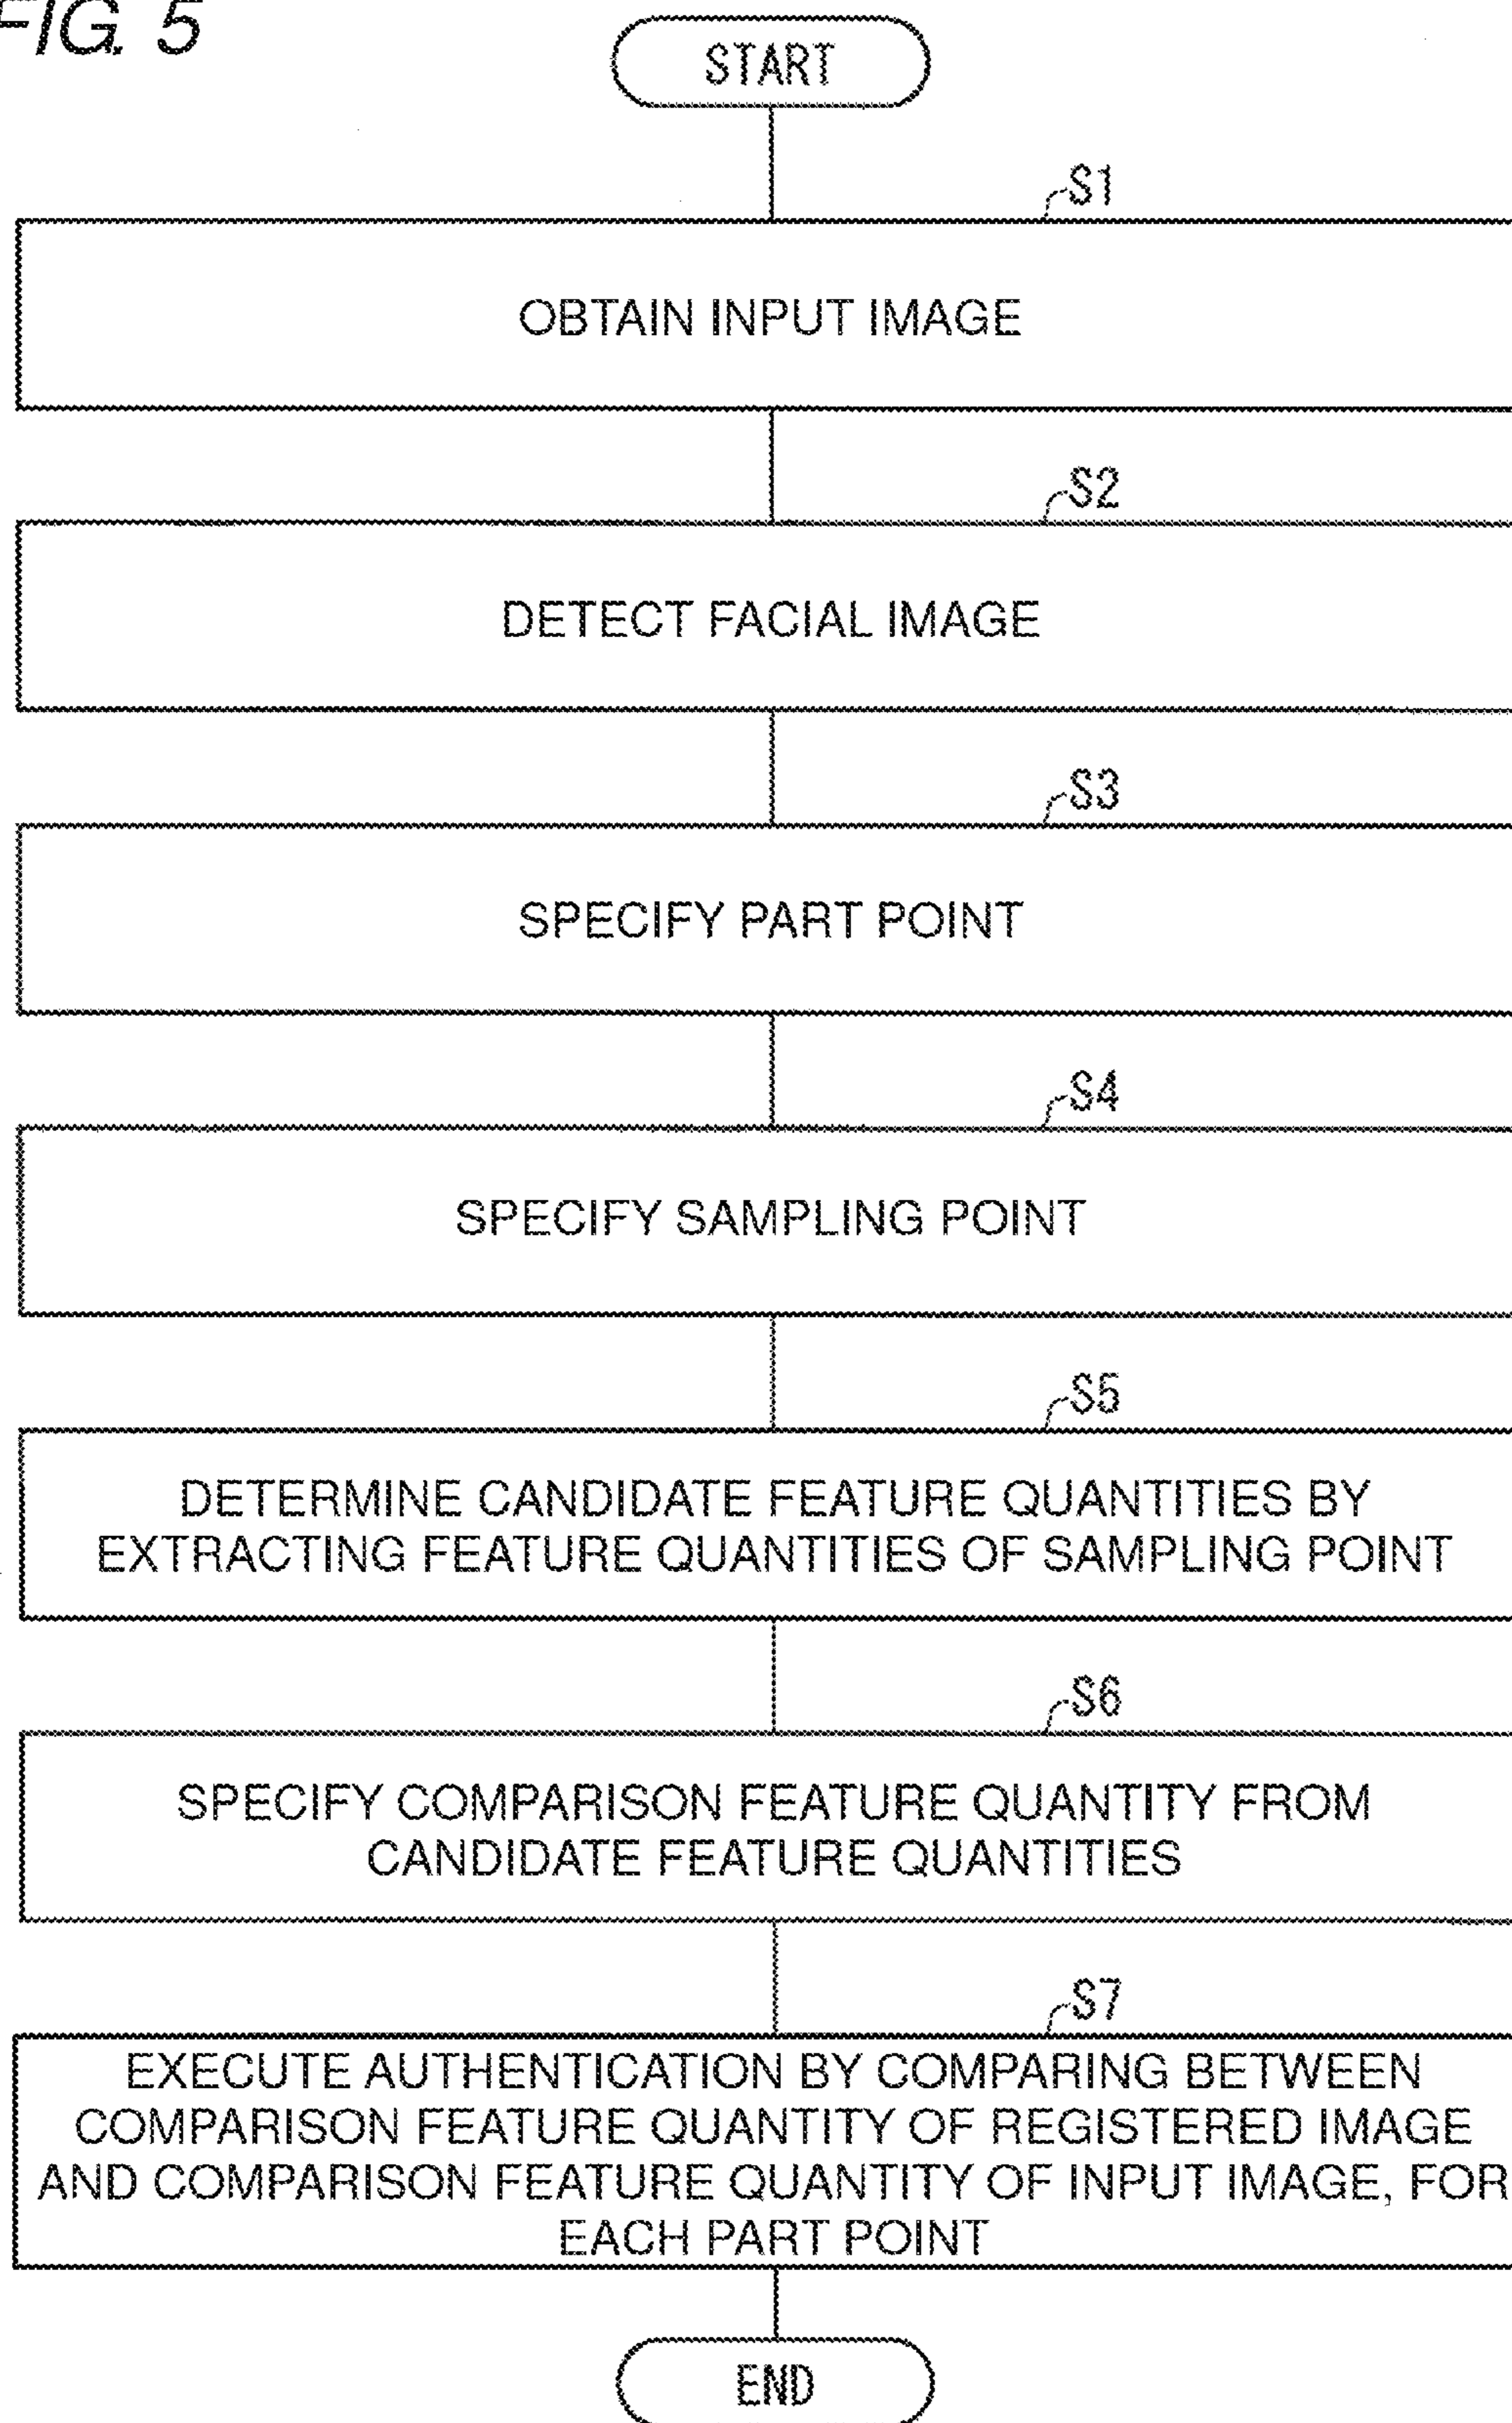 FIG. 5
START
S1
OBTAIN INPUT IMAGE
S2
DETECT FACIAL IMAGE
S3
SPECIFY PART POINT
S4
SPECIFY SAMPLING POINT
S5
DETERMINE CANDIDATE FEATURE QUANTITIES BY
EXTRACTING FEATURE QUANTITIES OF SAMPLING POINT
S6
SPECIFY COMPARISON FEATURE QUANTITY FROM
CANDIDATE FEATURE QUANTITIES
S7
EXECUTE AUTHENTICATION BY COMPARING BETWEEN
COMPARISON FEATURE QUANTITY OF REGISTERED IMAGE
AND COMPARISON FEATURE QUANTITY OF INPUT IMAGE, FOR
EACH PART POINT
END